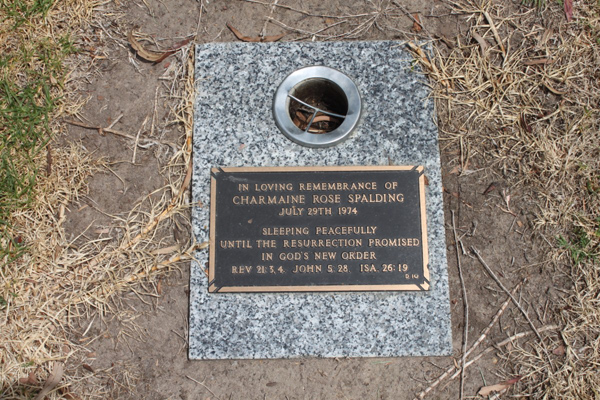 IN LOVING REMEMBRANCE OF
CHARMAINE ROSE SPALDING
JULY 29TH 1974
SLEEPING PEACEFULLY
UNTIL THE RESURRECTION PROMISED
IN GOD'S NEW ORDER
REV 21:3,4 JOHN 5:28 ISA 26:19